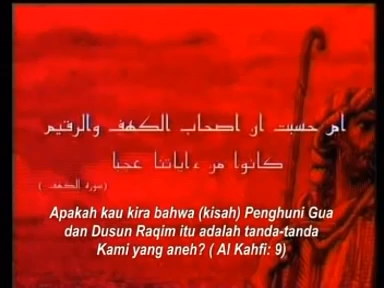 ام حسبت ان اصحاب الكهف والرقيم
كانوا من ءاياتنا عجبا
( سورة الكهف )
Apakah kau kira bahwa (kisah) Penghuni Gua
dan Dusun Raqim itu adalah tanda-tanda
Kami yang aneh? ( Al Kahfi: 9)